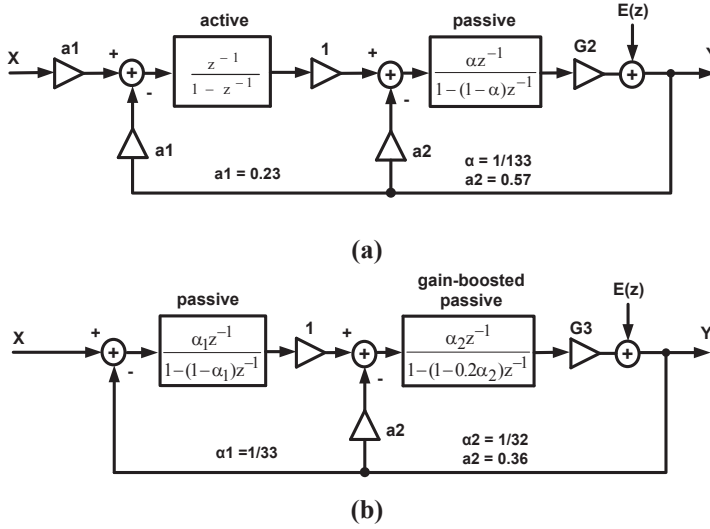 active
passive
E(z)
X
a1
+
-
z⁻¹
1 − z⁻¹
1
+
-
αz⁻¹
1−(1−α)z⁻¹
G2
Y
a1
a2
a1 = 0.23
α = 1/133
a2 = 0.57
(a)
passive
gain-boosted
passive
E(z)
X
+
-
α₁z⁻¹
1−(1−α₁)z⁻¹
1
+
-
α₂z⁻¹
1−(1−0.2α₂)z⁻¹
G3
Y
a2
α1 =1/33
α2 = 1/32
a2 = 0.36
(b)